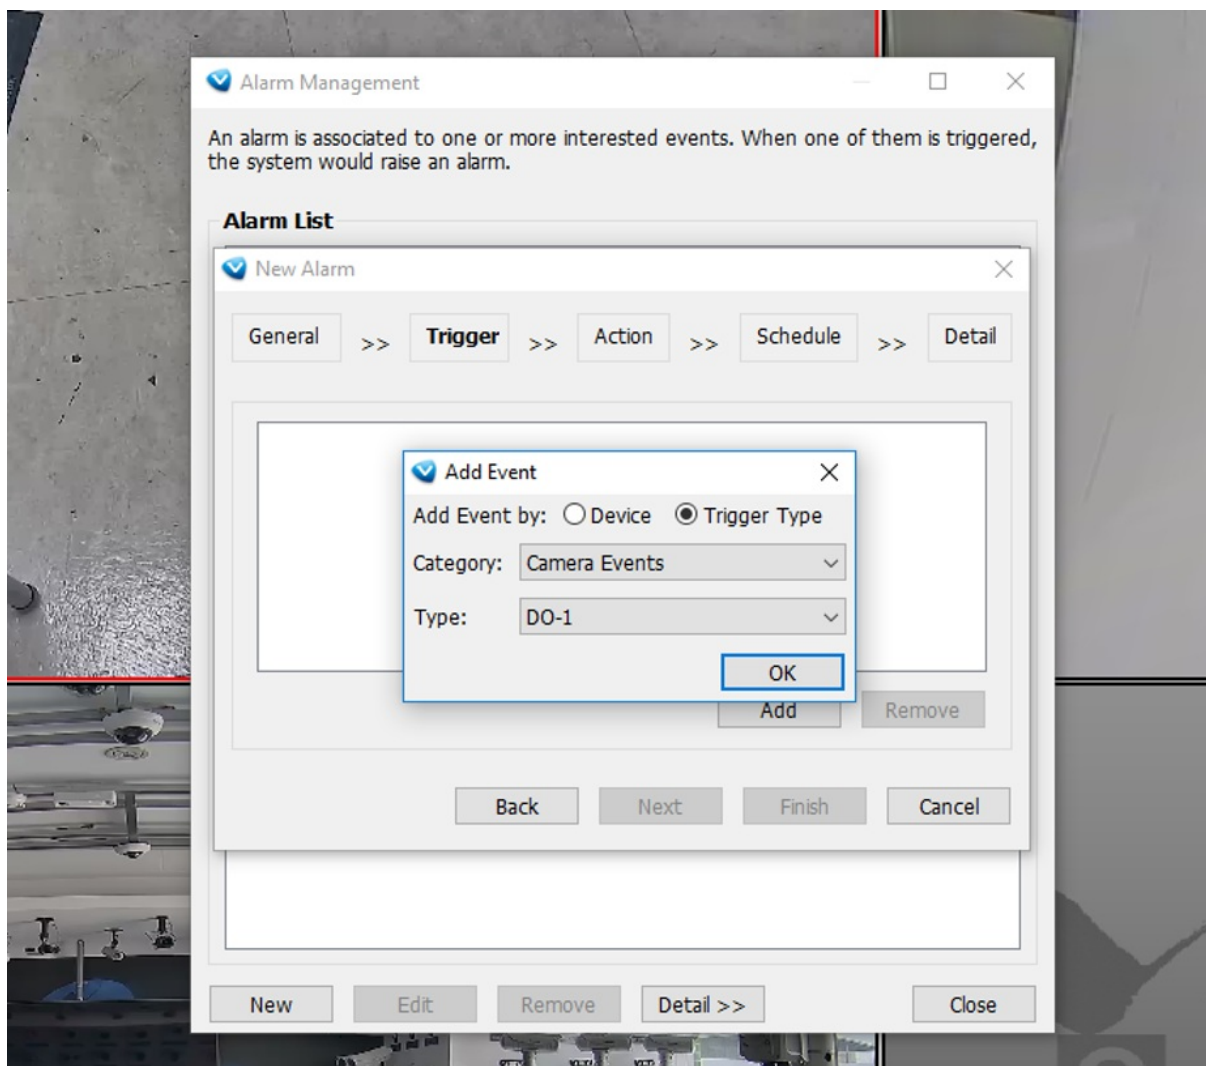 Alarm Management
An alarm is associated to one or more interested events. When one of them is triggered,
the system would raise an alarm.
Alarm List
New Alarm
General >> Trigger >> Action >> Schedule >> Detail
Add Event
Add Event by: Device Trigger Type
Category: Camera Events
Type: DO-1
OK
Add Remove
Back Next Finish Cancel
New Edit Remove Detail >> Close